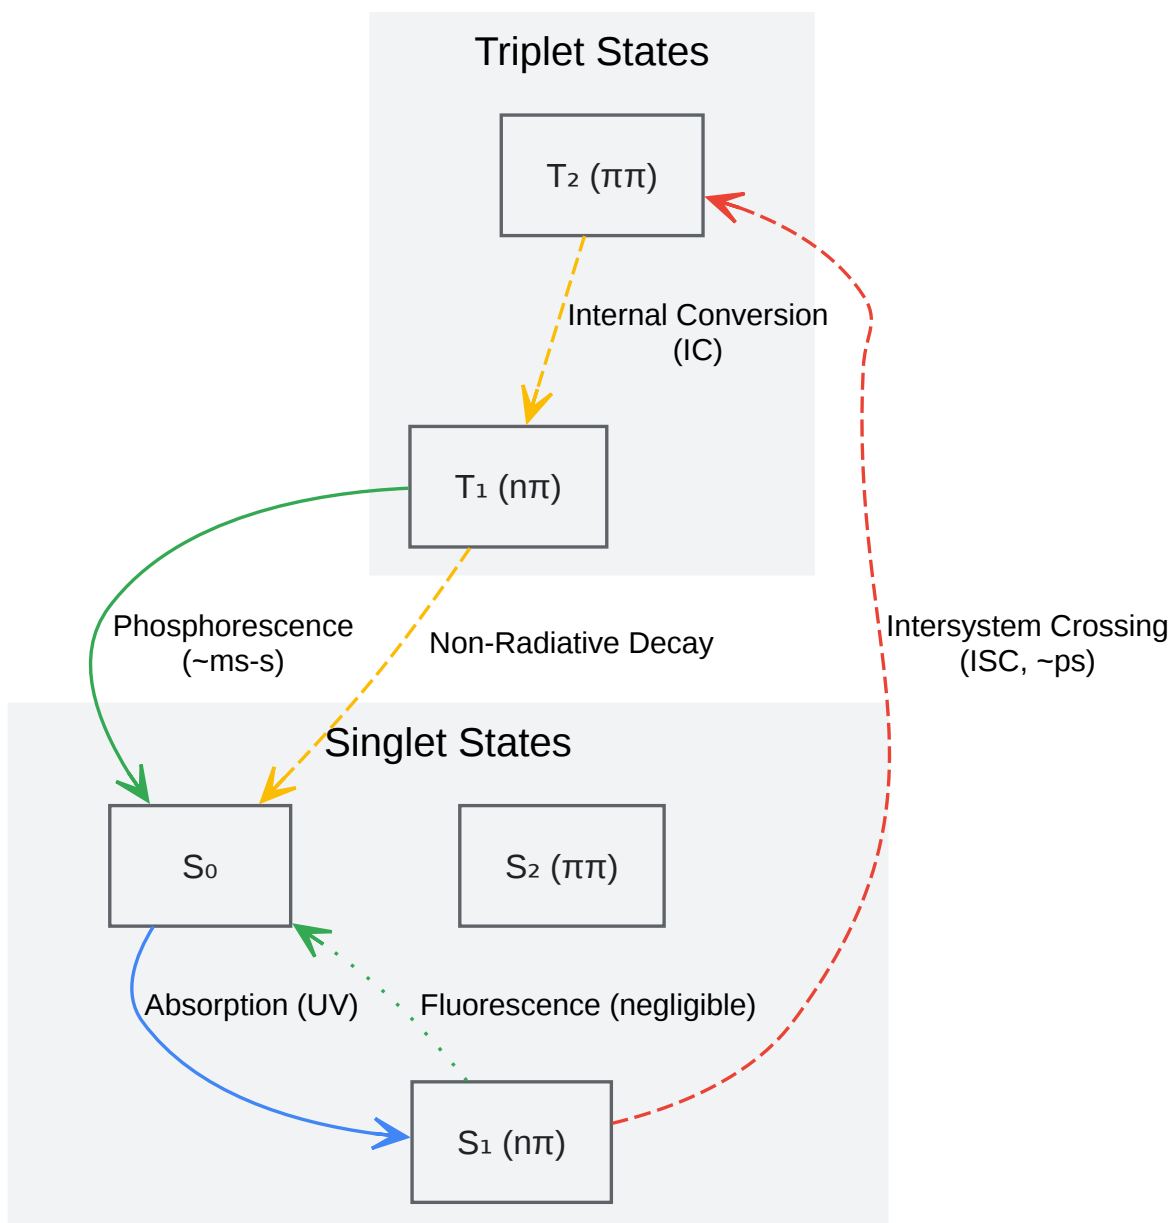 Triplet States
T₂ (ππ)
Internal Conversion
(IC)
T₁ (nπ)
Phosphorescence
(~ms-s)
Non-Radiative Decay
Intersystem Crossing
(ISC, ~ps)
Singlet States
S₀
S₂ (ππ)
Absorption (UV)
Fluorescence (negligible)
S₁ (nπ)